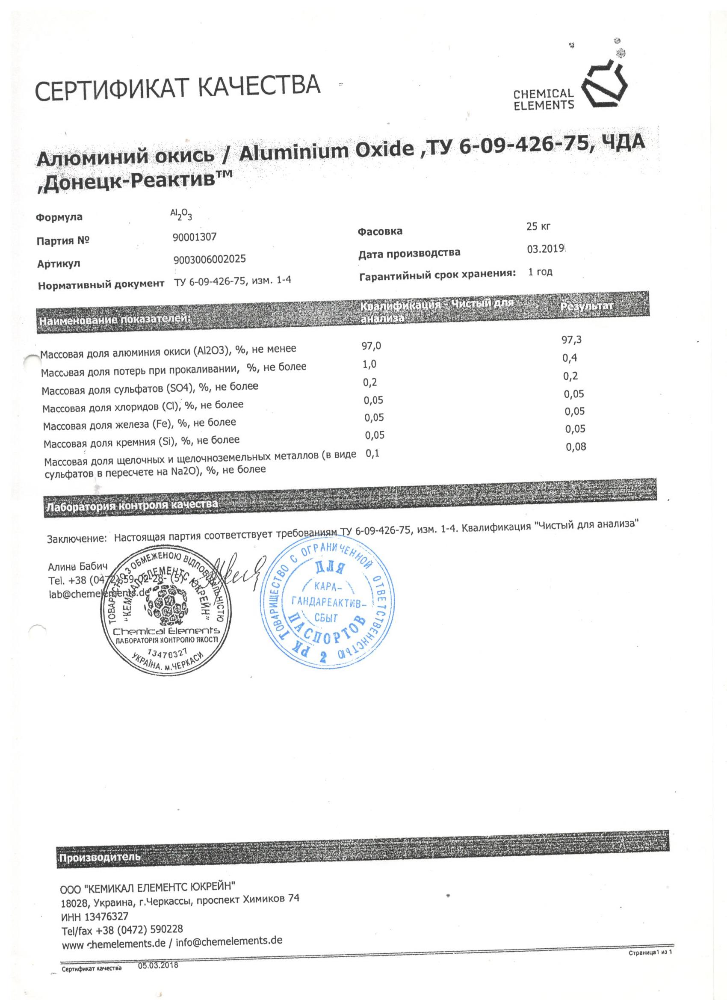 СЕРТИФИКАТ КАЧЕСТВА
CHEMICAL
ELEMENTS
Алюминий окись / Aluminium Oxide ,ТУ 6-09-426-75, ЧДА
,Донецк-Реактив™
Формула Al2O3
Партия № 90001307
Артикул 9003006002025
Нормативный документ ТУ 6-09-426-75, изм. 1-4
Фасовка 25 кг
Дата производства 03.2019
Гарантийный срок хранения: 1 год
Наименование показателей: Квалификация - Чистый для анализа Результат
Массовая доля алюминия окиси (Al2O3), %, не менее 97,0 97,3
Массовая доля потерь при прокаливании, %, не более 1,0 0,4
Массовая доля сульфатов (SO4), %, не более 0,2 0,2
Массовая доля хлоридов (Cl), %, не более 0,05 0,05
Массовая доля железа (Fe), %, не более 0,05 0,05
Массовая доля кремния (Si), %, не более 0,05 0,05
Массовая доля щелочных и щелочноземельных металлов (в виде 0,1 0,08
сульфатов в пересчете на Na2O), %, не более
Лаборатория контроля качества
Заключение: Настоящая партия соответствует требованиям ТУ 6-09-426-75, изм. 1-4. Квалификация "Чистый для анализа"
Алина Бабич
Tel. +38 (0472) 59-02-28- (5)
lab@chemelements.de
ТОВАРИСТВО З ОБМЕЖЕНОЮ ВІДПОВІДАЛЬНІСТЮ
"КЕМІКАЛ ЕЛЕМЕНТС ЮКРЕЙН"
Chemical Elements
ЛАБОРАТОРІЯ КОНТРОЛЮ ЯКОСТІ
13476327
УКРАЇНА. м.ЧЕРКАСИ
ТОВАРИЩЕСТВО С ОГРАНИЧЕННОЙ ОТВЕТСТВЕННОСТЬЮ
ДЛЯ
КАРА-
ГАНДАРЕАКТИВ-
СБЫТ
ПАСПОРТОВ
РК 2
Производитель
ООО "КЕМИКАЛ ЕЛЕМЕНТС ЮКРЕЙН"
18028, Украина, г.Черкассы, проспект Химиков 74
ИНН 13476327
Tel/fax +38 (0472) 590228
www chemelements.de / info@chemelements.de
Страница1 из 1
Сертификат качества 05.03.2018